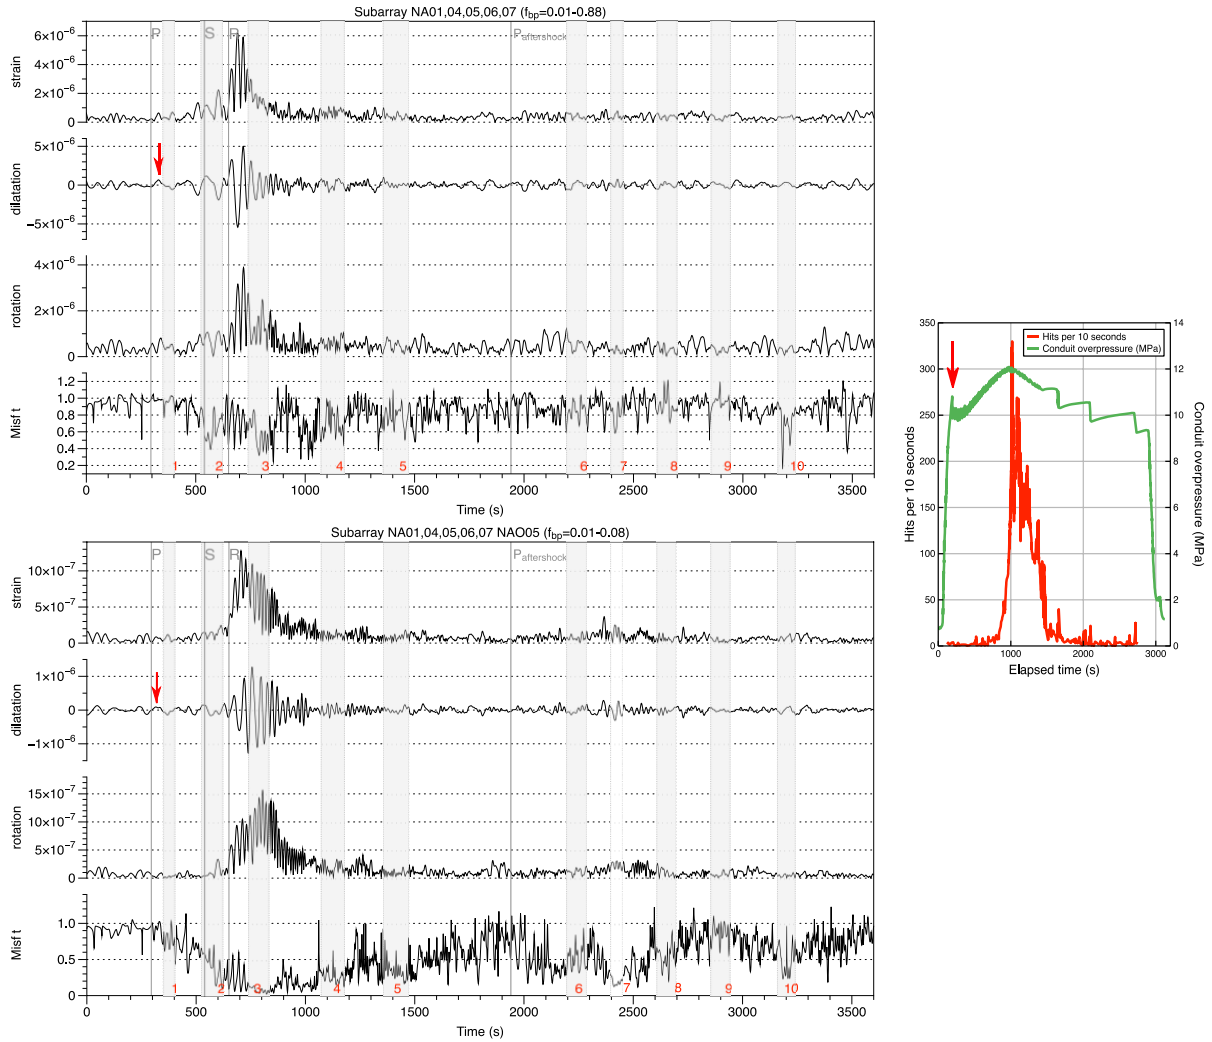 Subarray NA01,04,05,06,07 (fbp=0.01-0.88)
P
S
R
Paftershock
strain
6×10⁻⁶
4×10⁻⁶
2×10⁻⁶
0
dilatation
5×10⁻⁶
0
−5×10⁻⁶
rotation
4×10⁻⁶
2×10⁻⁶
0
Misf t
1.2
1.0
0.8
0.6
0.4
0.2
1 2 3 4 5 6 7 8 9 10
0 500 1000 1500 2000 2500 3000 3500
Time (s)
Subarray NA01,04,05,06,07 NAO05 (fbp=0.01-0.08)
P
S
R
Paftershock
strain
10×10⁻⁷
5×10⁻⁷
0
dilatation
1×10⁻⁶
0
−1×10⁻⁶
rotation
15×10⁻⁷
10×10⁻⁷
5×10⁻⁷
0
Misf t
1.0
0.5
0
1 2 3 4 5 6 7 8 9 10
0 500 1000 1500 2000 2500 3000 3500
Time (s)
Hits per 10 seconds
Conduit overpressure (MPa)
Hits per 10 seconds
350
300
250
200
150
100
50
0
Conduit overpressure (MPa)
14
12
10
8
6
4
2
0
0 1000 2000 3000
Elapsed time (s)